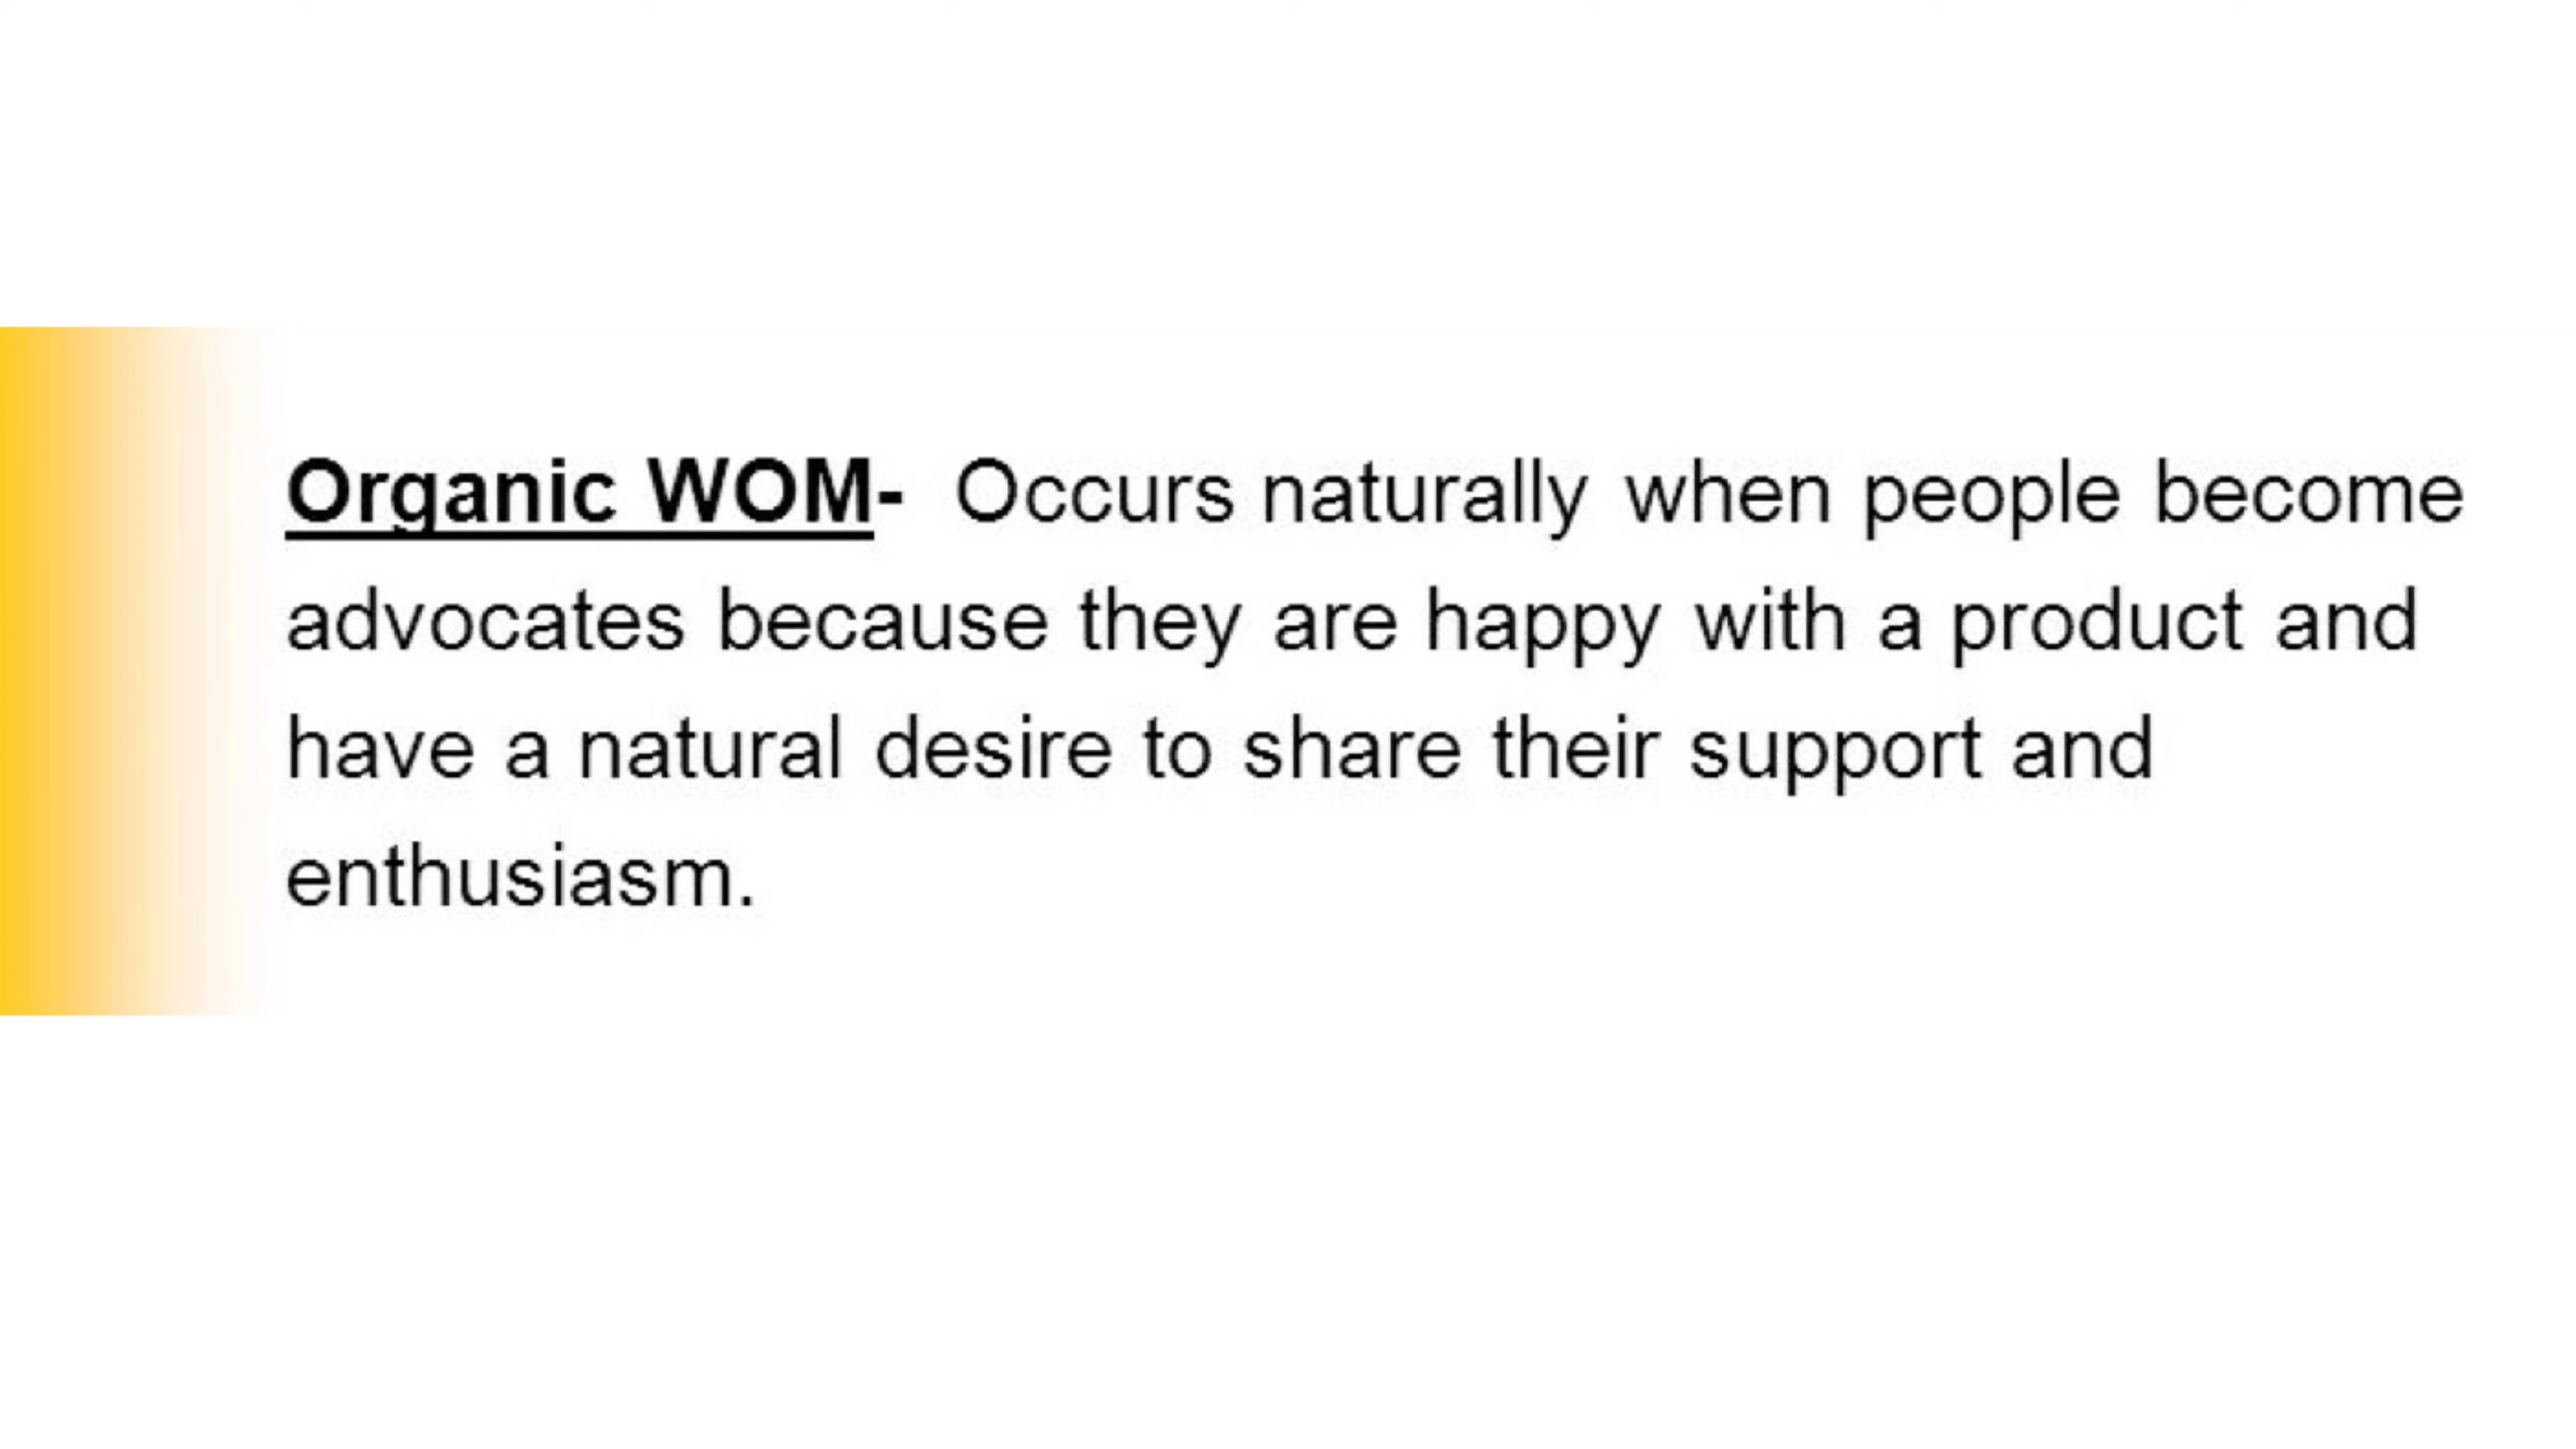 Organic WOM- Occurs naturally when people become
advocates because they are happy with a product and
have a natural desire to share their support and
enthusiasm.